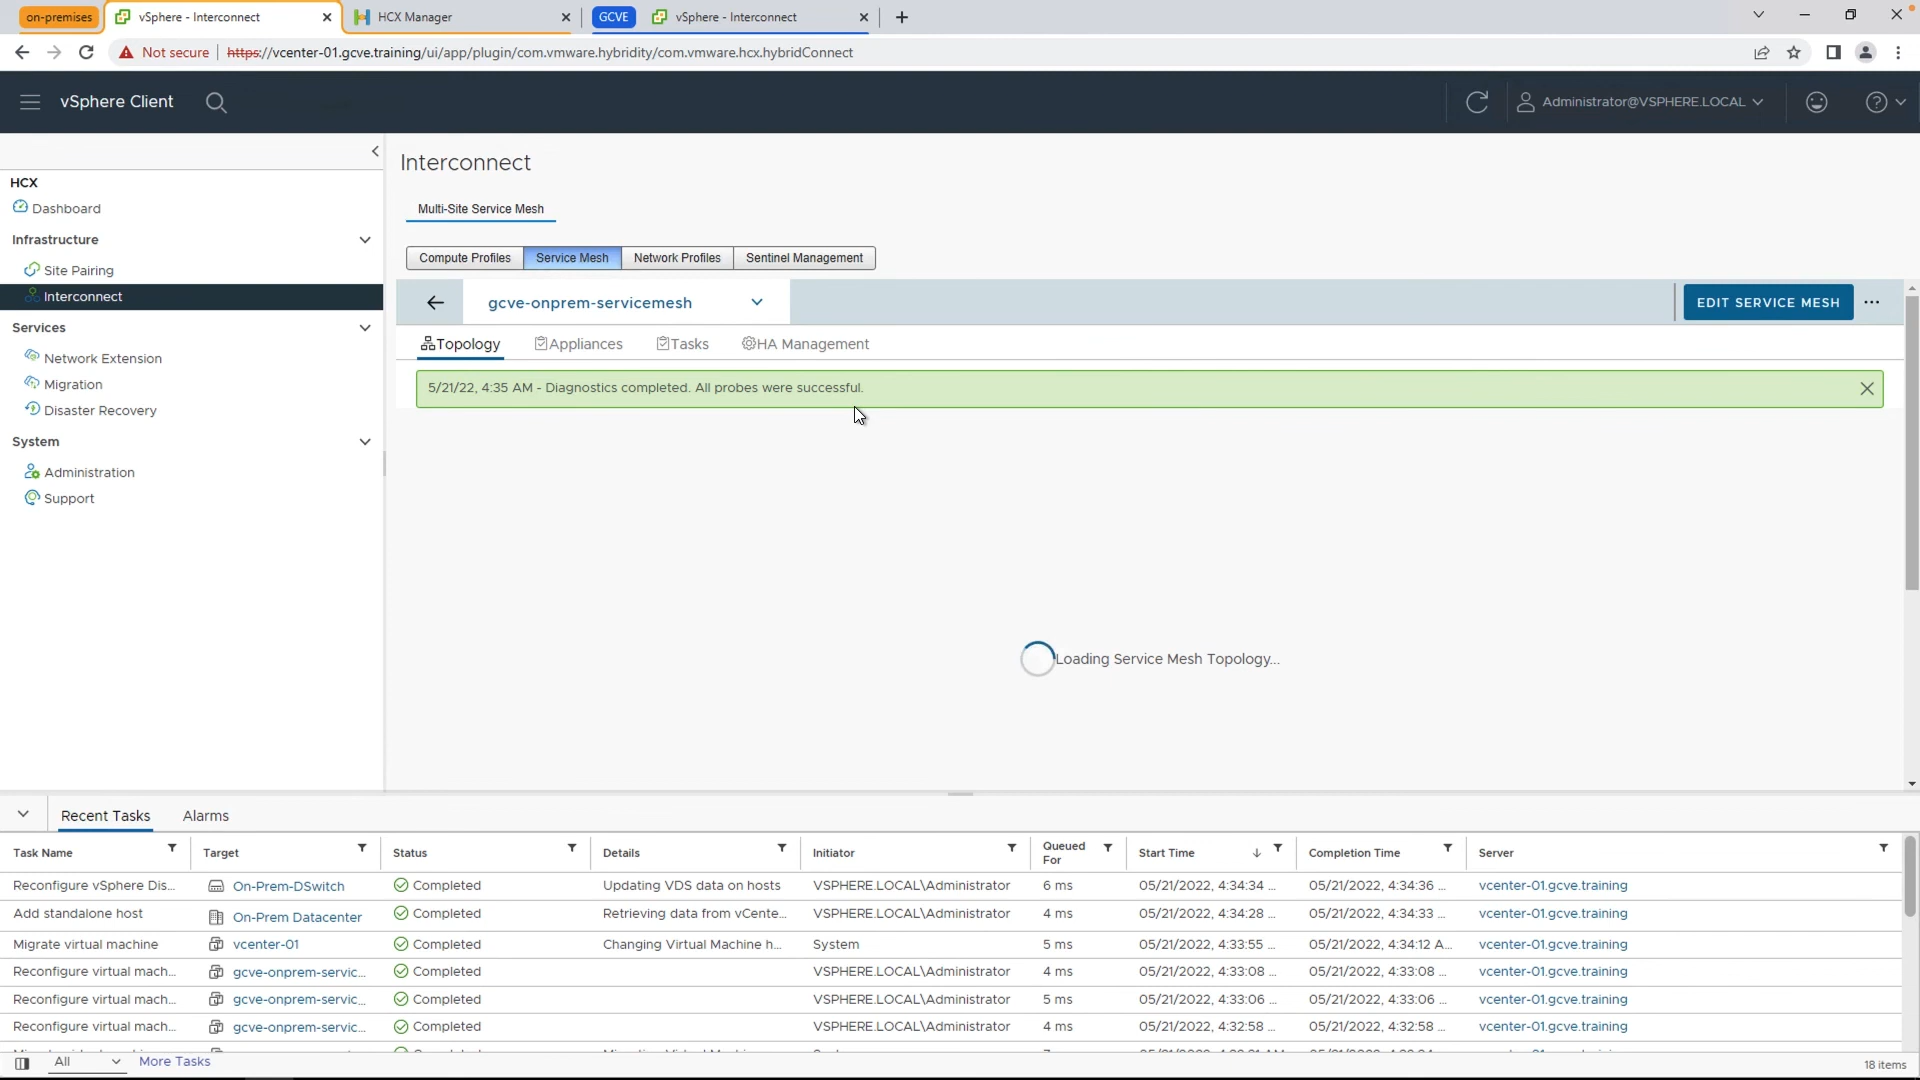 on-premises vSphere - Interconnect HCX Manager GCVE vSphere - Interconnect
Not secure https://vcenter-01.gcve.training/ui/app/plugin/com.vmware.hybridity/com.vmware.hcx.hybridConnect
vSphere Client Administrator@VSPHERE.LOCAL
Interconnect
HCX
Dashboard
Infrastructure
Site Pairing
Interconnect
Services
Network Extension
Migration
Disaster Recovery
System
Administration
Support
Multi-Site Service Mesh
Compute Profiles Service Mesh Network Profiles Sentinel Management
gcve-onprem-servicemesh EDIT SERVICE MESH
Topology Appliances Tasks HA Management
5/21/22, 4:35 AM - Diagnostics completed. All probes were successful.
Loading Service Mesh Topology...
Recent Tasks Alarms
Task Name Target Status Details Initiator Queued For Start Time Completion Time Server
Reconfigure vSphere Dis... On-Prem-DSwitch Completed Updating VDS data on hosts VSPHERE.LOCAL\Administrator 6 ms 05/21/2022, 4:34:34 ... 05/21/2022, 4:34:36 ... vcenter-01.gcve.training
Add standalone host On-Prem Datacenter Completed Retrieving data from vCente... VSPHERE.LOCAL\Administrator 4 ms 05/21/2022, 4:34:28 ... 05/21/2022, 4:34:33 ... vcenter-01.gcve.training
Migrate virtual machine vcenter-01 Completed Changing Virtual Machine h... System 5 ms 05/21/2022, 4:33:55 ... 05/21/2022, 4:34:12 A... vcenter-01.gcve.training
Reconfigure virtual mach... gcve-onprem-servic... Completed VSPHERE.LOCAL\Administrator 4 ms 05/21/2022, 4:33:08 ... 05/21/2022, 4:33:08 ... vcenter-01.gcve.training
Reconfigure virtual mach... gcve-onprem-servic... Completed VSPHERE.LOCAL\Administrator 5 ms 05/21/2022, 4:33:06 ... 05/21/2022, 4:33:06 ... vcenter-01.gcve.training
Reconfigure virtual mach... gcve-onprem-servic... Completed VSPHERE.LOCAL\Administrator 4 ms 05/21/2022, 4:32:58 ... 05/21/2022, 4:32:58 ... vcenter-01.gcve.training
All More Tasks 18 items